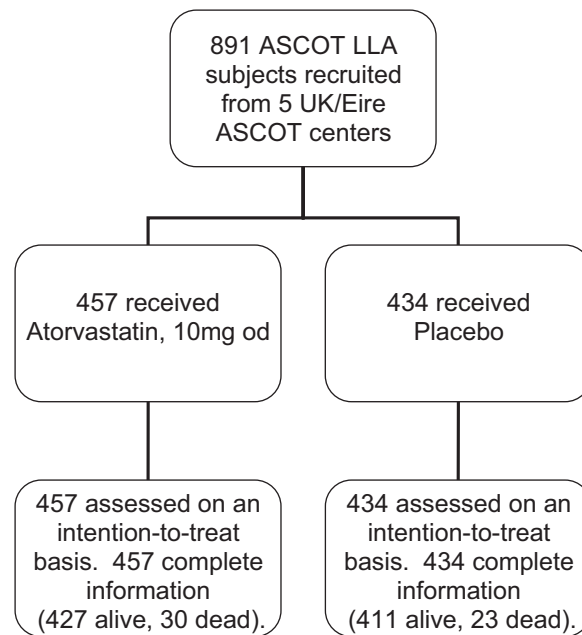 891 ASCOT LLA
subjects recruited
from 5 UK/Eire
ASCOT centers
457 received
Atorvastatin, 10mg od
434 received
Placebo
457 assessed on an
intention-to-treat
basis.  457 complete
information
(427 alive, 30 dead).
434 assessed on an
intention-to-treat
basis.  434 complete
information
(411 alive, 23 dead).